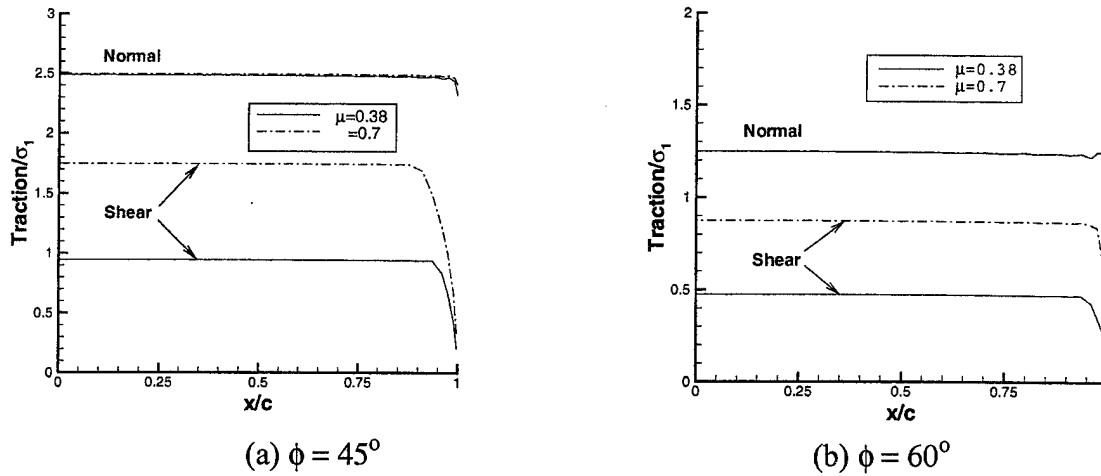 3
2.5
2
1.5
1
0.5
0
Traction/σ1
Normal
μ=0.38
=0.7
Shear
0
0.25
0.5
0.75
1
x/c
(a) ϕ = 45o
2
1.5
1
0.5
0
Traction/σ1
μ=0.38
μ=0.7
Normal
Shear
0
0.25
0.5
0.75
x/c
(b) ϕ = 60o